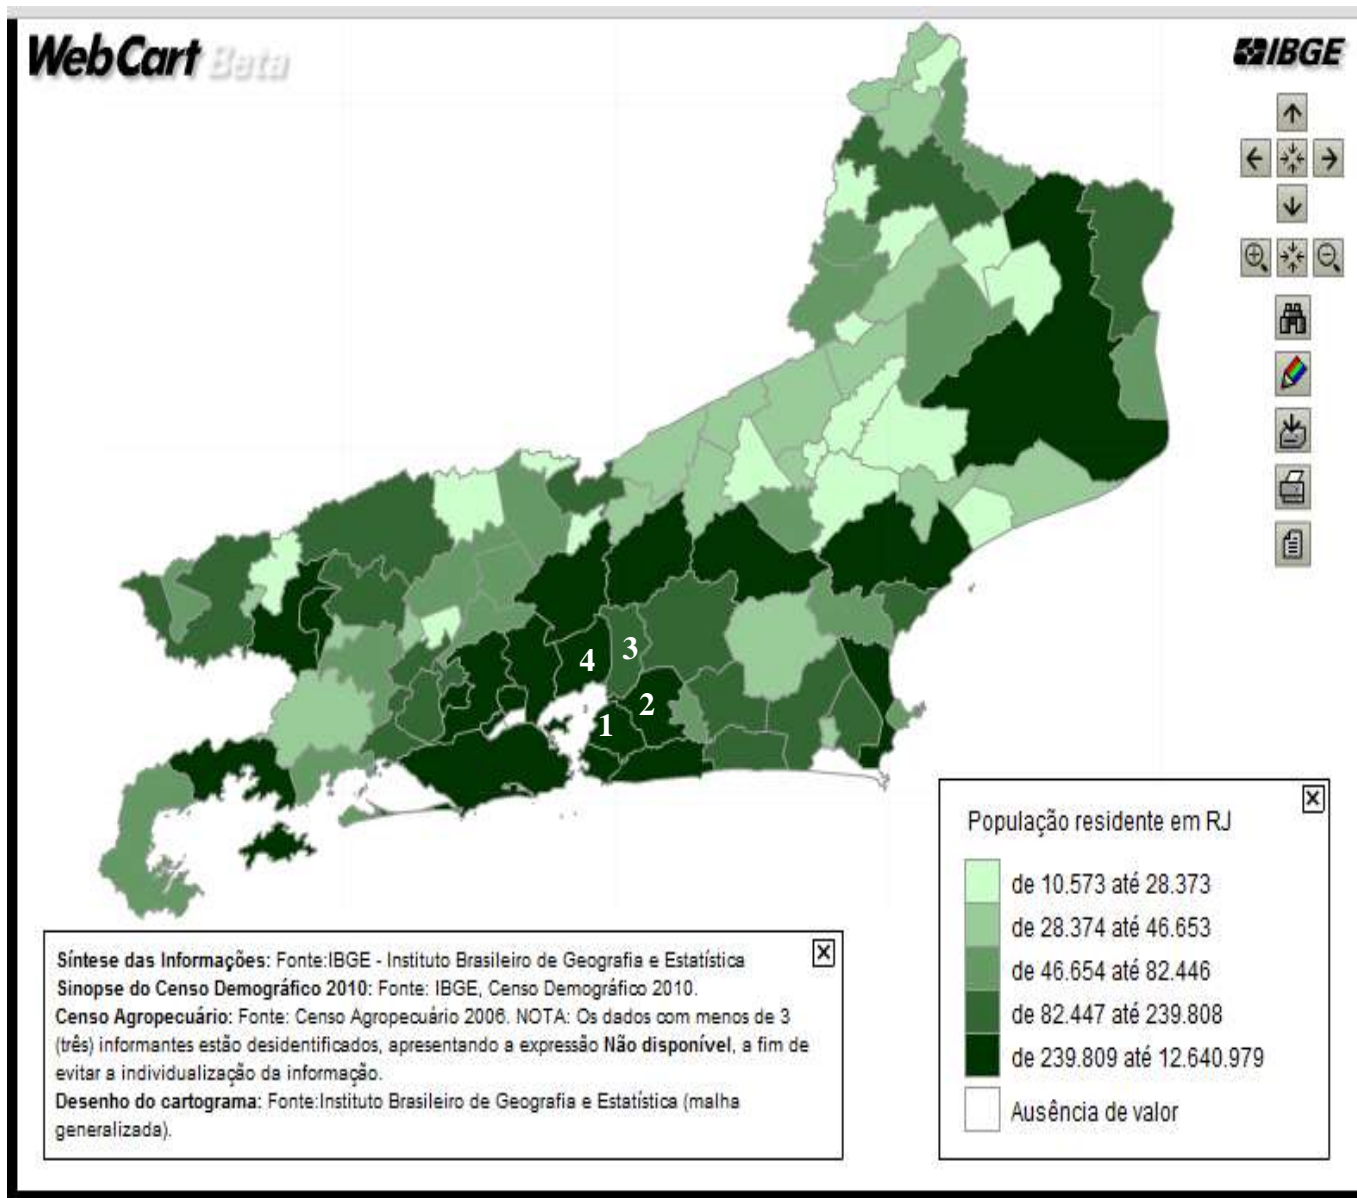 WebCart Beta
IBGE
4
3
2
1
População residente em RJ
de 10.573 até 28.373
de 28.374 até 46.653
de 46.654 até 82.446
de 82.447 até 239.808
de 239.809 até 12.640.979
Ausência de valor
Síntese das Informações: Fonte:IBGE - Instituto Brasileiro de Geografia e Estatística
Sinopse do Censo Demográfico 2010: Fonte: IBGE, Censo Demográfico 2010.
Censo Agropecuário: Fonte: Censo Agropecuário 2006. NOTA: Os dados com menos de 3
(três) informantes estão desidentificados, apresentando a expressão Não disponível, a fim de
evitar a individualização da informação.
Desenho do cartograma: Fonte:Instituto Brasileiro de Geografia e Estatística (malha
generalizada).